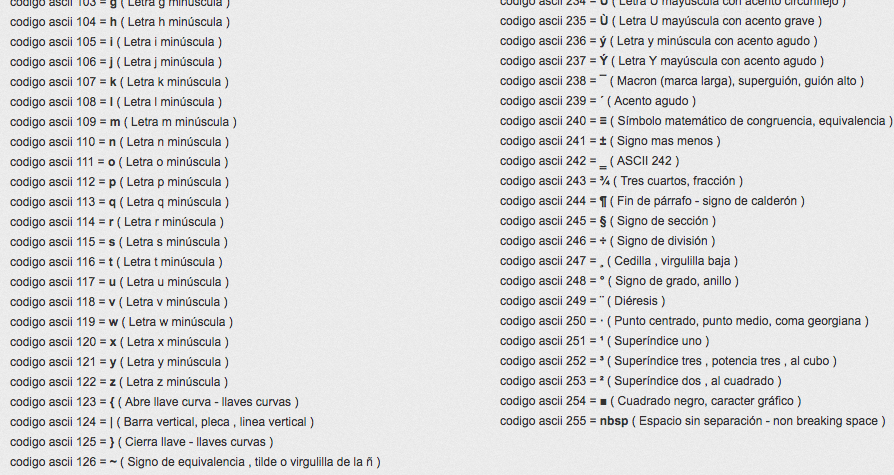 codigo ascii 103 = g ( Letra g minúscula )
codigo ascii 104 = h ( Letra h minúscula )
codigo ascii 105 = i ( Letra i minúscula )
codigo ascii 106 = j ( Letra j minúscula )
codigo ascii 107 = k ( Letra k minúscula )
codigo ascii 108 = l ( Letra l minúscula )
codigo ascii 109 = m ( Letra m minúscula )
codigo ascii 110 = n ( Letra n minúscula )
codigo ascii 111 = o ( Letra o minúscula )
codigo ascii 112 = p ( Letra p minúscula )
codigo ascii 113 = q ( Letra q minúscula )
codigo ascii 114 = r ( Letra r minúscula )
codigo ascii 115 = s ( Letra s minúscula )
codigo ascii 116 = t ( Letra t minúscula )
codigo ascii 117 = u ( Letra u minúscula )
codigo ascii 118 = v ( Letra v minúscula )
codigo ascii 119 = w ( Letra w minúscula )
codigo ascii 120 = x ( Letra x minúscula )
codigo ascii 121 = y ( Letra y minúscula )
codigo ascii 122 = z ( Letra z minúscula )
codigo ascii 123 = { ( Abre llave curva - llaves curvas )
codigo ascii 124 = | ( Barra vertical, pleca , linea vertical )
codigo ascii 125 = } ( Cierra llave - llaves curvas )
codigo ascii 126 = ~ ( Signo de equivalencia , tilde o virgulilla de la ñ )
codigo ascii 234 = Û ( Letra U mayúscula con acento circunflejo )
codigo ascii 235 = Ù ( Letra U mayúscula con acento grave )
codigo ascii 236 = ý ( Letra y minúscula con acento agudo )
codigo ascii 237 = Ý ( Letra Y mayúscula con acento agudo )
codigo ascii 238 = ¯ ( Macron (marca larga), superguión, guión alto )
codigo ascii 239 = ´ ( Acento agudo )
codigo ascii 240 = ≡ ( Símbolo matemático de congruencia, equivalencia )
codigo ascii 241 = ± ( Signo mas menos )
codigo ascii 242 = ‗ ( ASCII 242 )
codigo ascii 243 = ¾ ( Tres cuartos, fracción )
codigo ascii 244 = ¶ ( Fin de párrafo - signo de calderón )
codigo ascii 245 = § ( Signo de sección )
codigo ascii 246 = ÷ ( Signo de división )
codigo ascii 247 = ¸ ( Cedilla , virgulilla baja )
codigo ascii 248 = ° ( Signo de grado, anillo )
codigo ascii 249 = ¨ ( Diéresis )
codigo ascii 250 = · ( Punto centrado, punto medio, coma georgiana )
codigo ascii 251 = ¹ ( Superíndice uno )
codigo ascii 252 = ³ ( Superíndice tres , potencia tres , al cubo )
codigo ascii 253 = ² ( Superíndice dos , al cuadrado )
codigo ascii 254 = ■ ( Cuadrado negro, caracter gráfico )
codigo ascii 255 = nbsp ( Espacio sin separación - non breaking space )